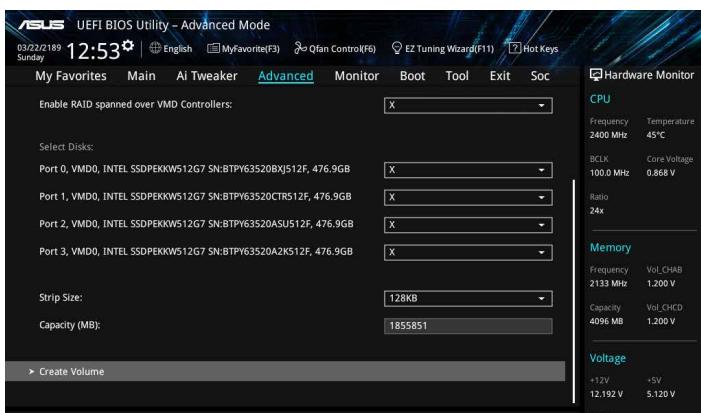 ASUS UEFI BIOS Utility – Advanced Mode
03/22/2189 Sunday 12:53 English MyFavorite(F3) Qfan Control(F6) EZ Tuning Wizard(F11) ? Hot Keys
My Favorites Main Ai Tweaker Advanced Monitor Boot Tool Exit Soc
Enable RAID spanned over VMD Controllers: X
Select Disks:
Port 0, VMD0, INTEL SSDPEKKW512G7 SN:BTPY63520BXJ512F, 476.9GB X
Port 1, VMD0, INTEL SSDPEKKW512G7 SN:BTPY63520CTR512F, 476.9GB X
Port 2, VMD0, INTEL SSDPEKKW512G7 SN:BTPY63520ASU512F, 476.9GB X
Port 3, VMD0, INTEL SSDPEKKW512G7 SN:BTPY63520A2K512F, 476.9GB X
Strip Size: 128KB
Capacity (MB): 1855851
> Create Volume
Hardware Monitor
CPU
Frequency Temperature
2400 MHz 45°C
BCLK Core Voltage
100.0 MHz 0.868 V
Ratio
24x
Memory
Frequency Vol_CHAB
2133 MHz 1.200 V
Capacity Vol_CHCD
4096 MB 1.200 V
Voltage
+12V +5V
12.192 V 5.120 V